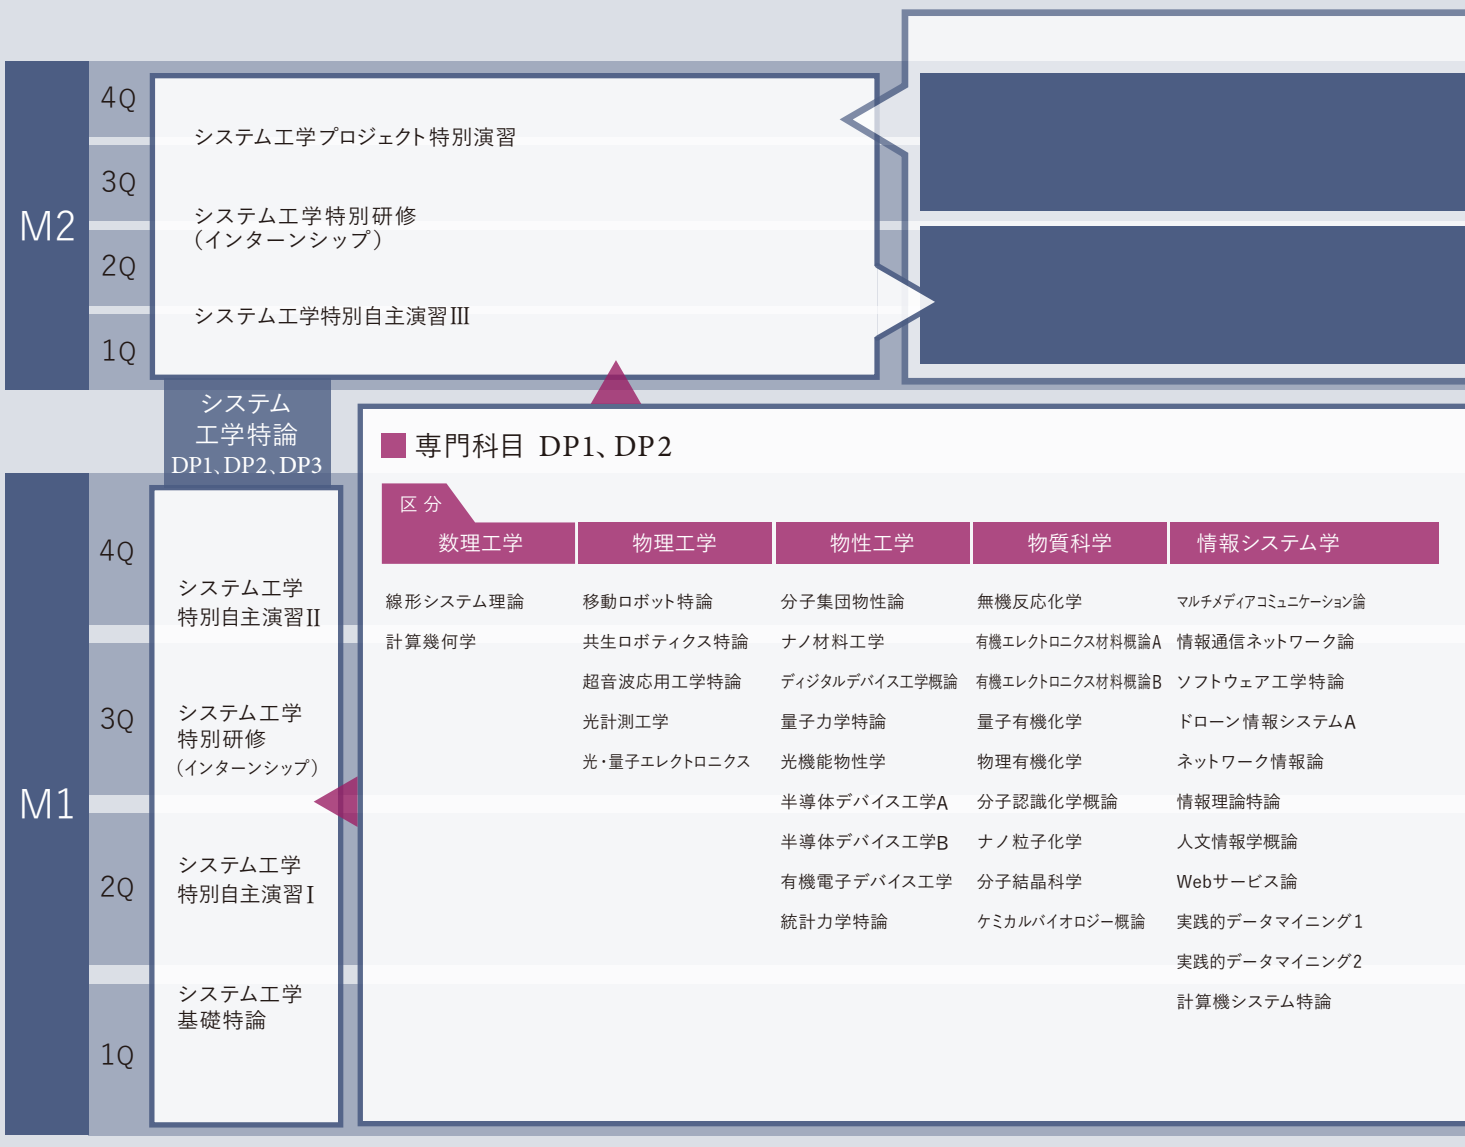 M2
4Q
3Q
2Q
1Q
システム工学プロジェクト特別演習
システム工学特別研修
（インターンシップ）
システム工学特別自主演習Ⅲ
システム
工学特論
DP1、DP2、DP3
M1
4Q
3Q
2Q
1Q
システム工学
特別自主演習Ⅱ
システム工学
特別研修
（インターンシップ）
システム工学
特別自主演習Ⅰ
システム工学
基礎特論
■専門科目 DP1、DP2
区分
数理工学
線形システム理論
計算幾何学
物理工学
移動ロボット特論
共生ロボティクス特論
超音波応用工学特論
光計測工学
光・量子エレクトロニクス
物性工学
分子集団物性論
ナノ材料工学
ディジタルデバイス工学概論
量子力学特論
光機能物性学
半導体デバイス工学A
半導体デバイス工学B
有機電子デバイス工学
統計力学特論
物質科学
無機反応化学
有機エレクトロニクス材料概論A
有機エレクトロニクス材料概論B
量子有機化学
物理有機化学
分子認識化学概論
ナノ粒子化学
分子結晶科学
ケミカルバイオロジー概論
情報システム学
マルチメディアコミュニケーション論
情報通信ネットワーク論
ソフトウェア工学特論
ドローン情報システムA
ネットワーク情報論
情報理論特論
人文情報学概論
Webサービス論
実践的データマイニング1
実践的データマイニング2
計算機システム特論